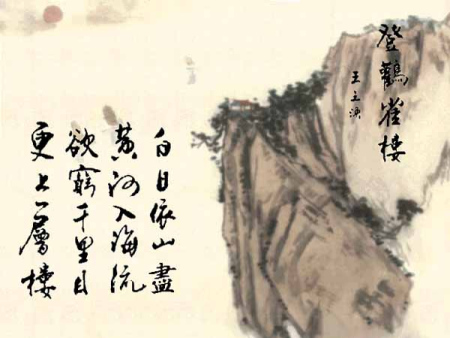 登鸛雀樓
王之渙
白日依山盡
黃河入海流
欲窮千里目
更上一層樓